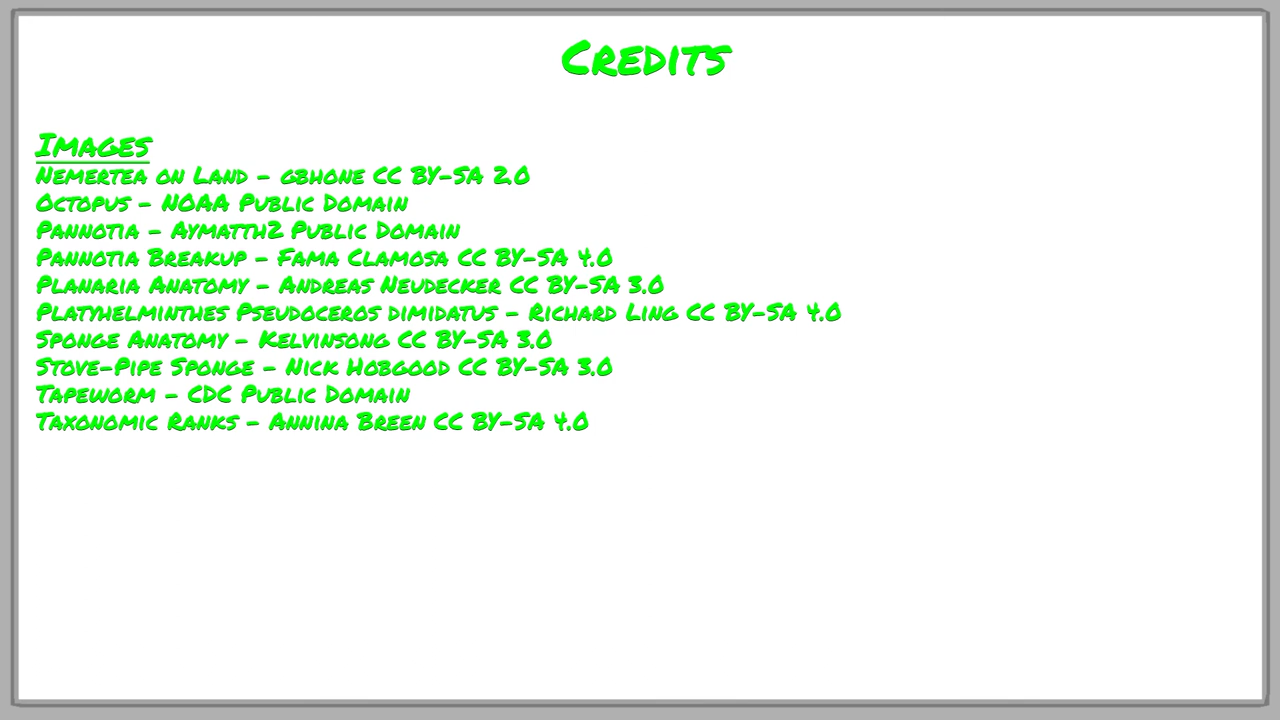 Credits
Images
Nemertea on Land - gbhone CC BY-SA 2.0
Octopus - NOAA Public Domain
Pannotia - Aymatth2 Public Domain
Pannotia Breakup - Fama Clamosa CC BY-SA 4.0
Planaria Anatomy - Andreas Neudecker CC BY-SA 3.0
Platyhelminthes Pseudoceros dimidatus - Richard Ling CC BY-SA 4.0
Sponge Anatomy - Kelvinsong CC BY-SA 3.0
Stove-Pipe Sponge - Nick Hobgood CC BY-SA 3.0
Tapeworm - CDC Public Domain
Taxonomic Ranks - Annina Breen CC BY-SA 4.0